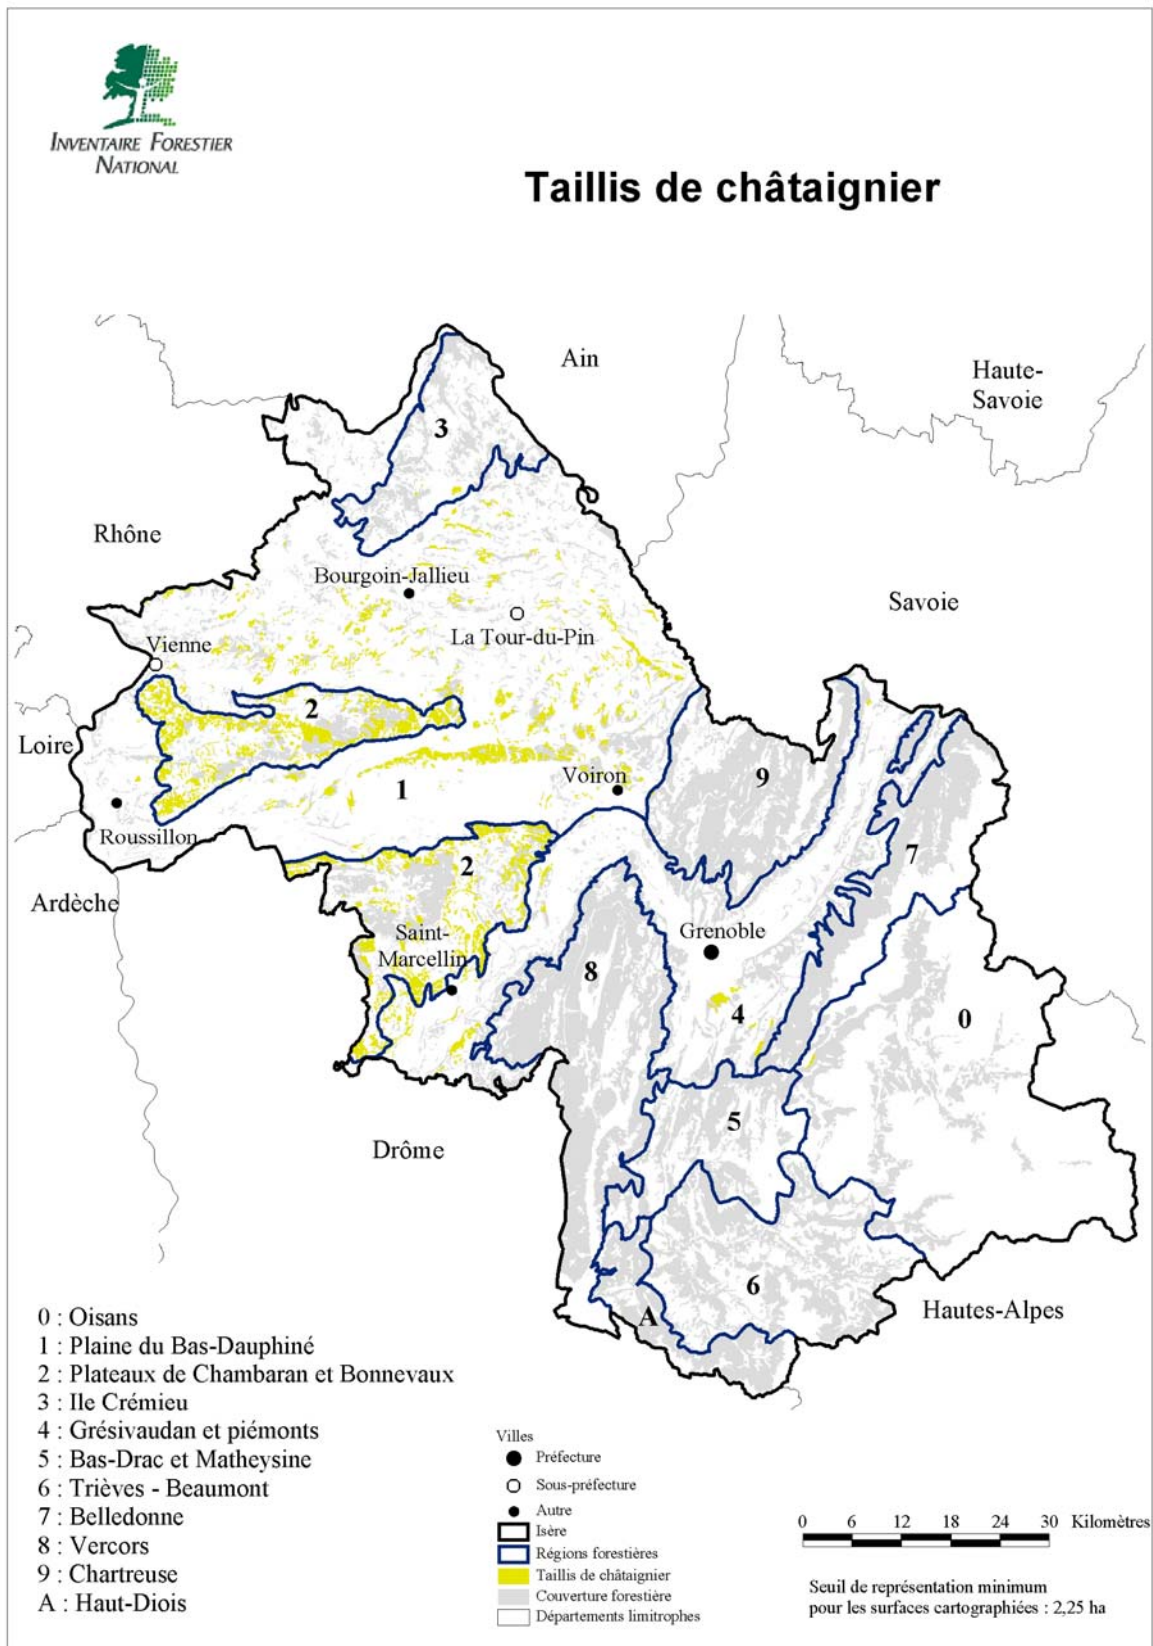 INVENTAIRE FORESTIER
NATIONAL
Taillis de châtaignier
Ain
Haute-
Savoie
3
Rhône
Bourgoin-Jallieu
La Tour-du-Pin
Savoie
Vienne
2
Loire
1
Voiron
9
Roussillon
7
2
Ardèche
Saint-
Marcellin
Grenoble
8
4
0
5
Drôme
6
A
Hautes-Alpes
0 : Oisans
1 : Plaine du Bas-Dauphiné
2 : Plateaux de Chambaran et Bonnevaux
3 : Ile Crémieu
4 : Grésivaudan et piémonts
5 : Bas-Drac et Matheysine
6 : Trièves - Beaumont
7 : Belledonne
8 : Vercors
9 : Chartreuse
A : Haut-Diois
Villes
Préfecture
Sous-préfecture
Autre
Isère
Régions forestières
Taillis de châtaignier
Couverture forestière
Départements limitrophes
0 6 12 18 24 30 Kilomètres
Seuil de représentation minimum
pour les surfaces cartographiées : 2,25 ha